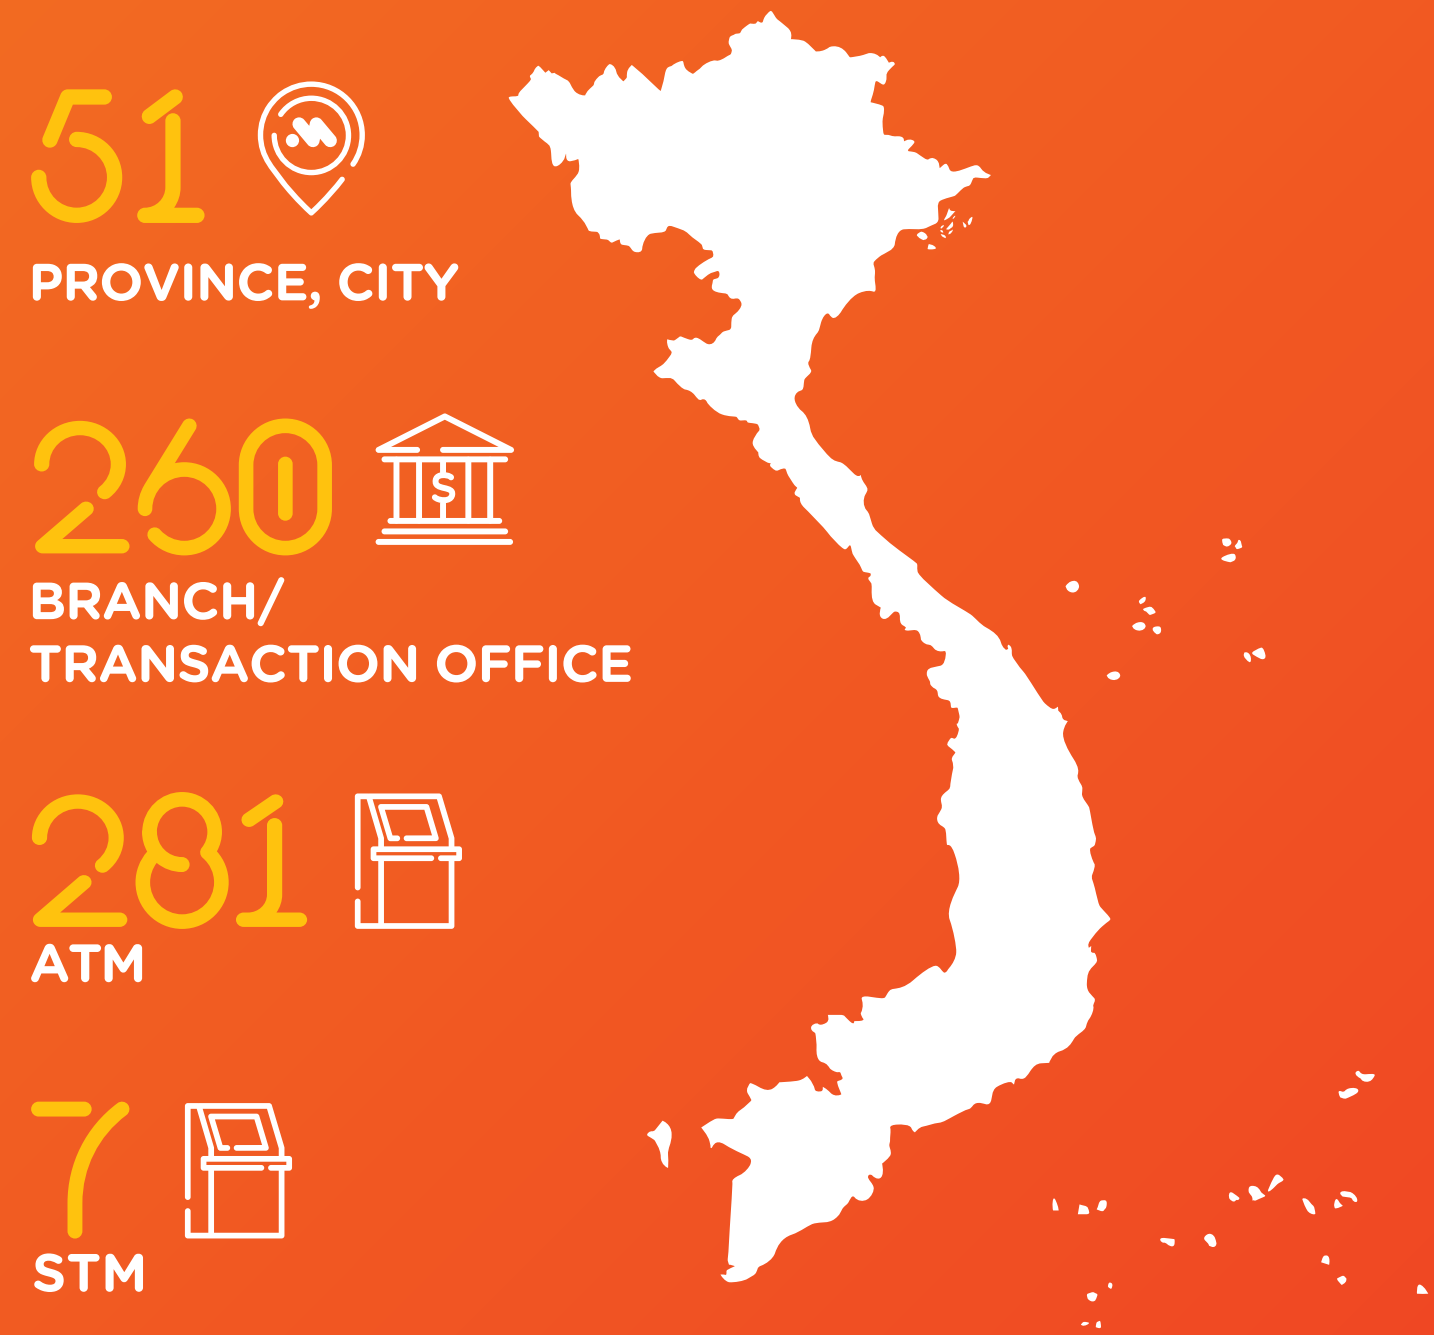 51
PROVINCE, CITY
260
BRANCH/
TRANSACTION OFFICE
281
ATM
7
STM